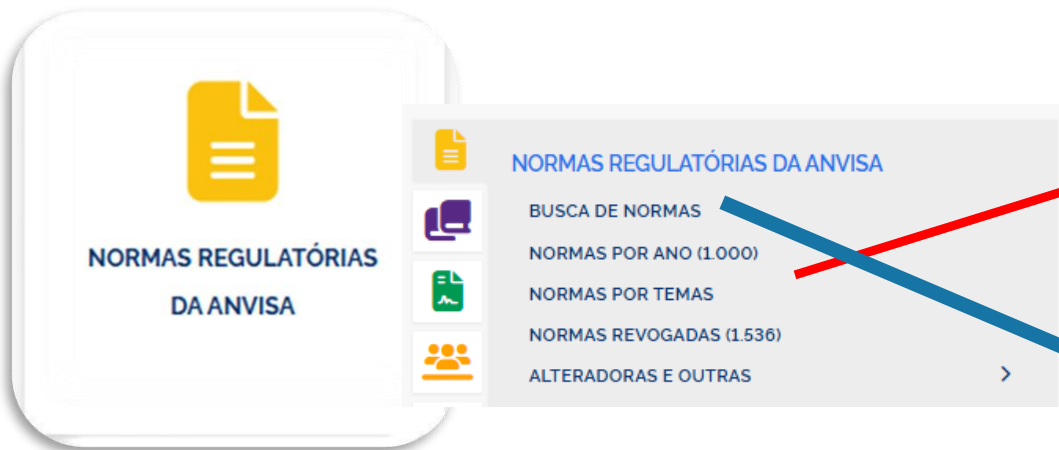 NORMAS REGULATÓRIAS
DA ANVISA
NORMAS REGULATÓRIAS DA ANVISA
BUSCA DE NORMAS
NORMAS POR ANO (1.000)
NORMAS POR TEMAS
NORMAS REVOGADAS (1.536)
ALTERADORAS E OUTRAS